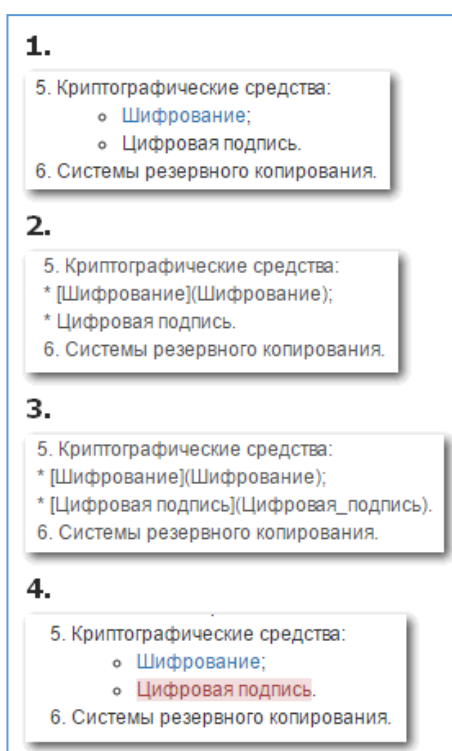 1.
5. Криптографические средства:
∘ Шифрование;
∘ Цифровая подпись.
6. Системы резервного копирования.
2.
5. Криптографические средства:
* [Шифрование](Шифрование);
* Цифровая подпись.
6. Системы резервного копирования.
3.
5. Криптографические средства:
* [Шифрование](Шифрование);
* [Цифровая подпись](Цифровая_подпись).
6. Системы резервного копирования.
4.
5. Криптографические средства:
∘ Шифрование;
∘ Цифровая подпись.
6. Системы резервного копирования.